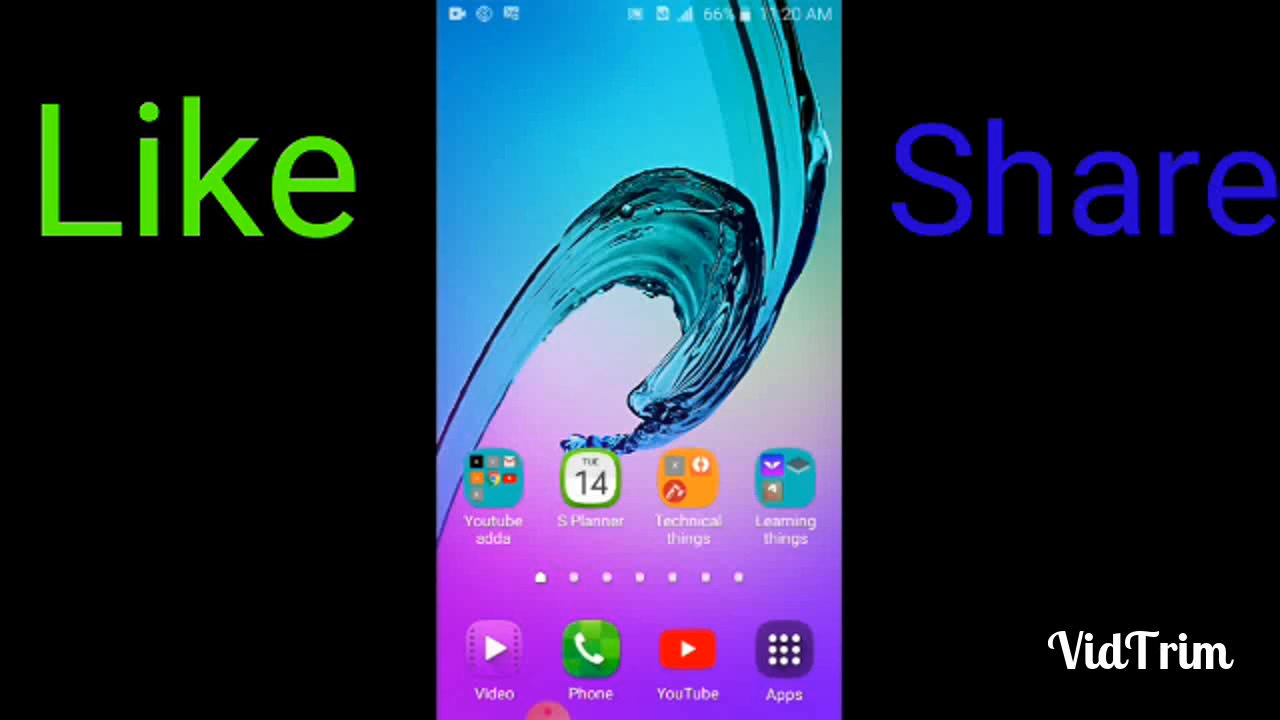 66% 11:20 AM
Like
Share
TUE
14
Youtube adda
S Planner
Technical things
Learning things
Video
Phone
YouTube
Apps
VidTrim